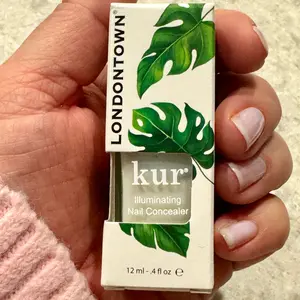 LONDONTOWN®
kur®
Illuminating
Nail Concealer
12 ml - .4 fl oz ℮